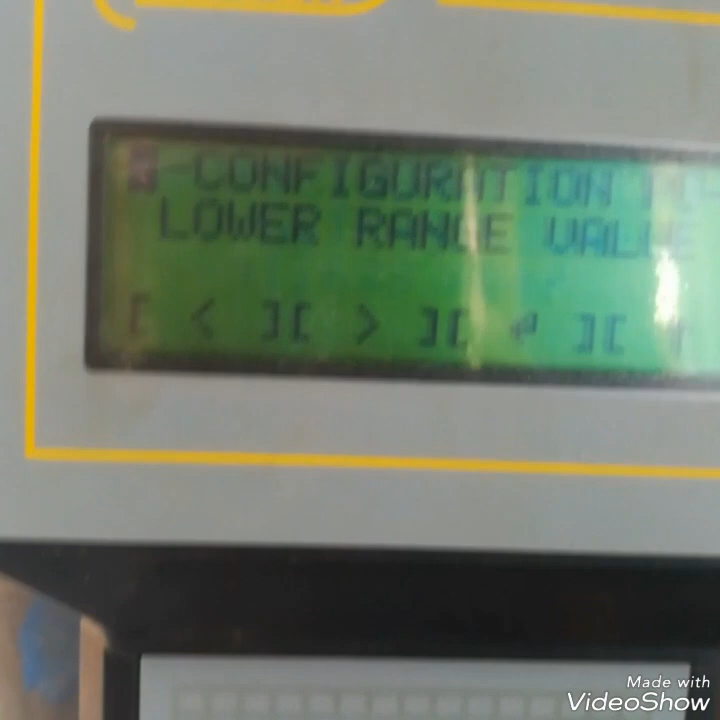 -CONFIGURATION
LOWER RANGE VALUE
[ < ][ > ][ ↵ ][
Made with
VideoShow